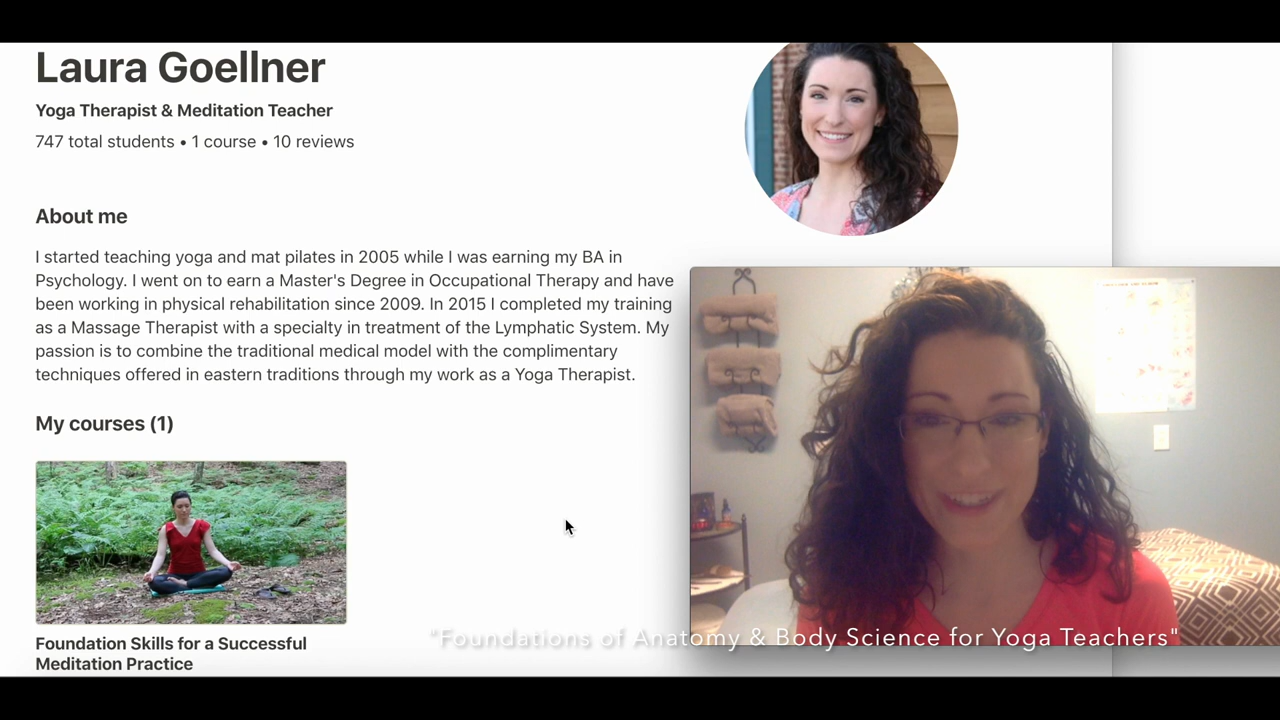 Laura Goellner
Yoga Therapist & Meditation Teacher
747 total students • 1 course • 10 reviews
About me
I started teaching yoga and mat pilates in 2005 while I was earning my BA in
Psychology. I went on to earn a Master's Degree in Occupational Therapy and have
been working in physical rehabilitation since 2009. In 2015 I completed my training
as a Massage Therapist with a specialty in treatment of the Lymphatic System. My
passion is to combine the traditional medical model with the complimentary
techniques offered in eastern traditions through my work as a Yoga Therapist.
My courses (1)
Foundation Skills for a Successful
Meditation Practice
"Foundations of Anatomy & Body Science for Yoga Teachers"